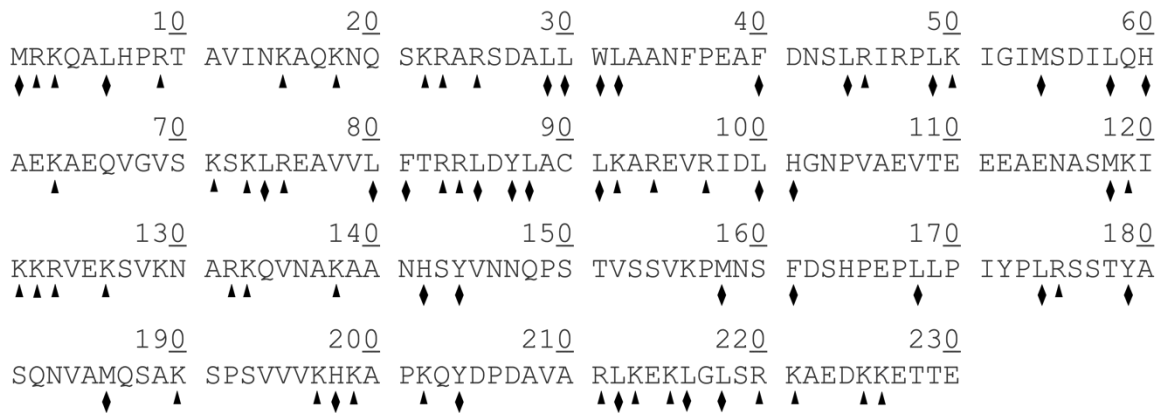 10 20 30 40 50 60
MRKQALHPRT AVINKAQKNQ SKRARSDALL WLAANFPEAF DNSLRIRPLK IGIMSDILQH
70 80 90 100 110 120
AEKAEQVGVS KSKLREAVVL FTRRLDYLAC LKAREVRIDL HGNPVAEVTE EEAENASMKI
130 140 150 160 170 180
KKRVEKSVKN ARKQVNAKAA NHSYVNNQPS TVSSVKPMNS FDSHPEPLLP IYPLRSSTYA
190 200 210 220 230
SQNVAMQSAK SPSVVVKHKA PKQYDPDAVA RLKEKLGLSR KAEDKKETTE